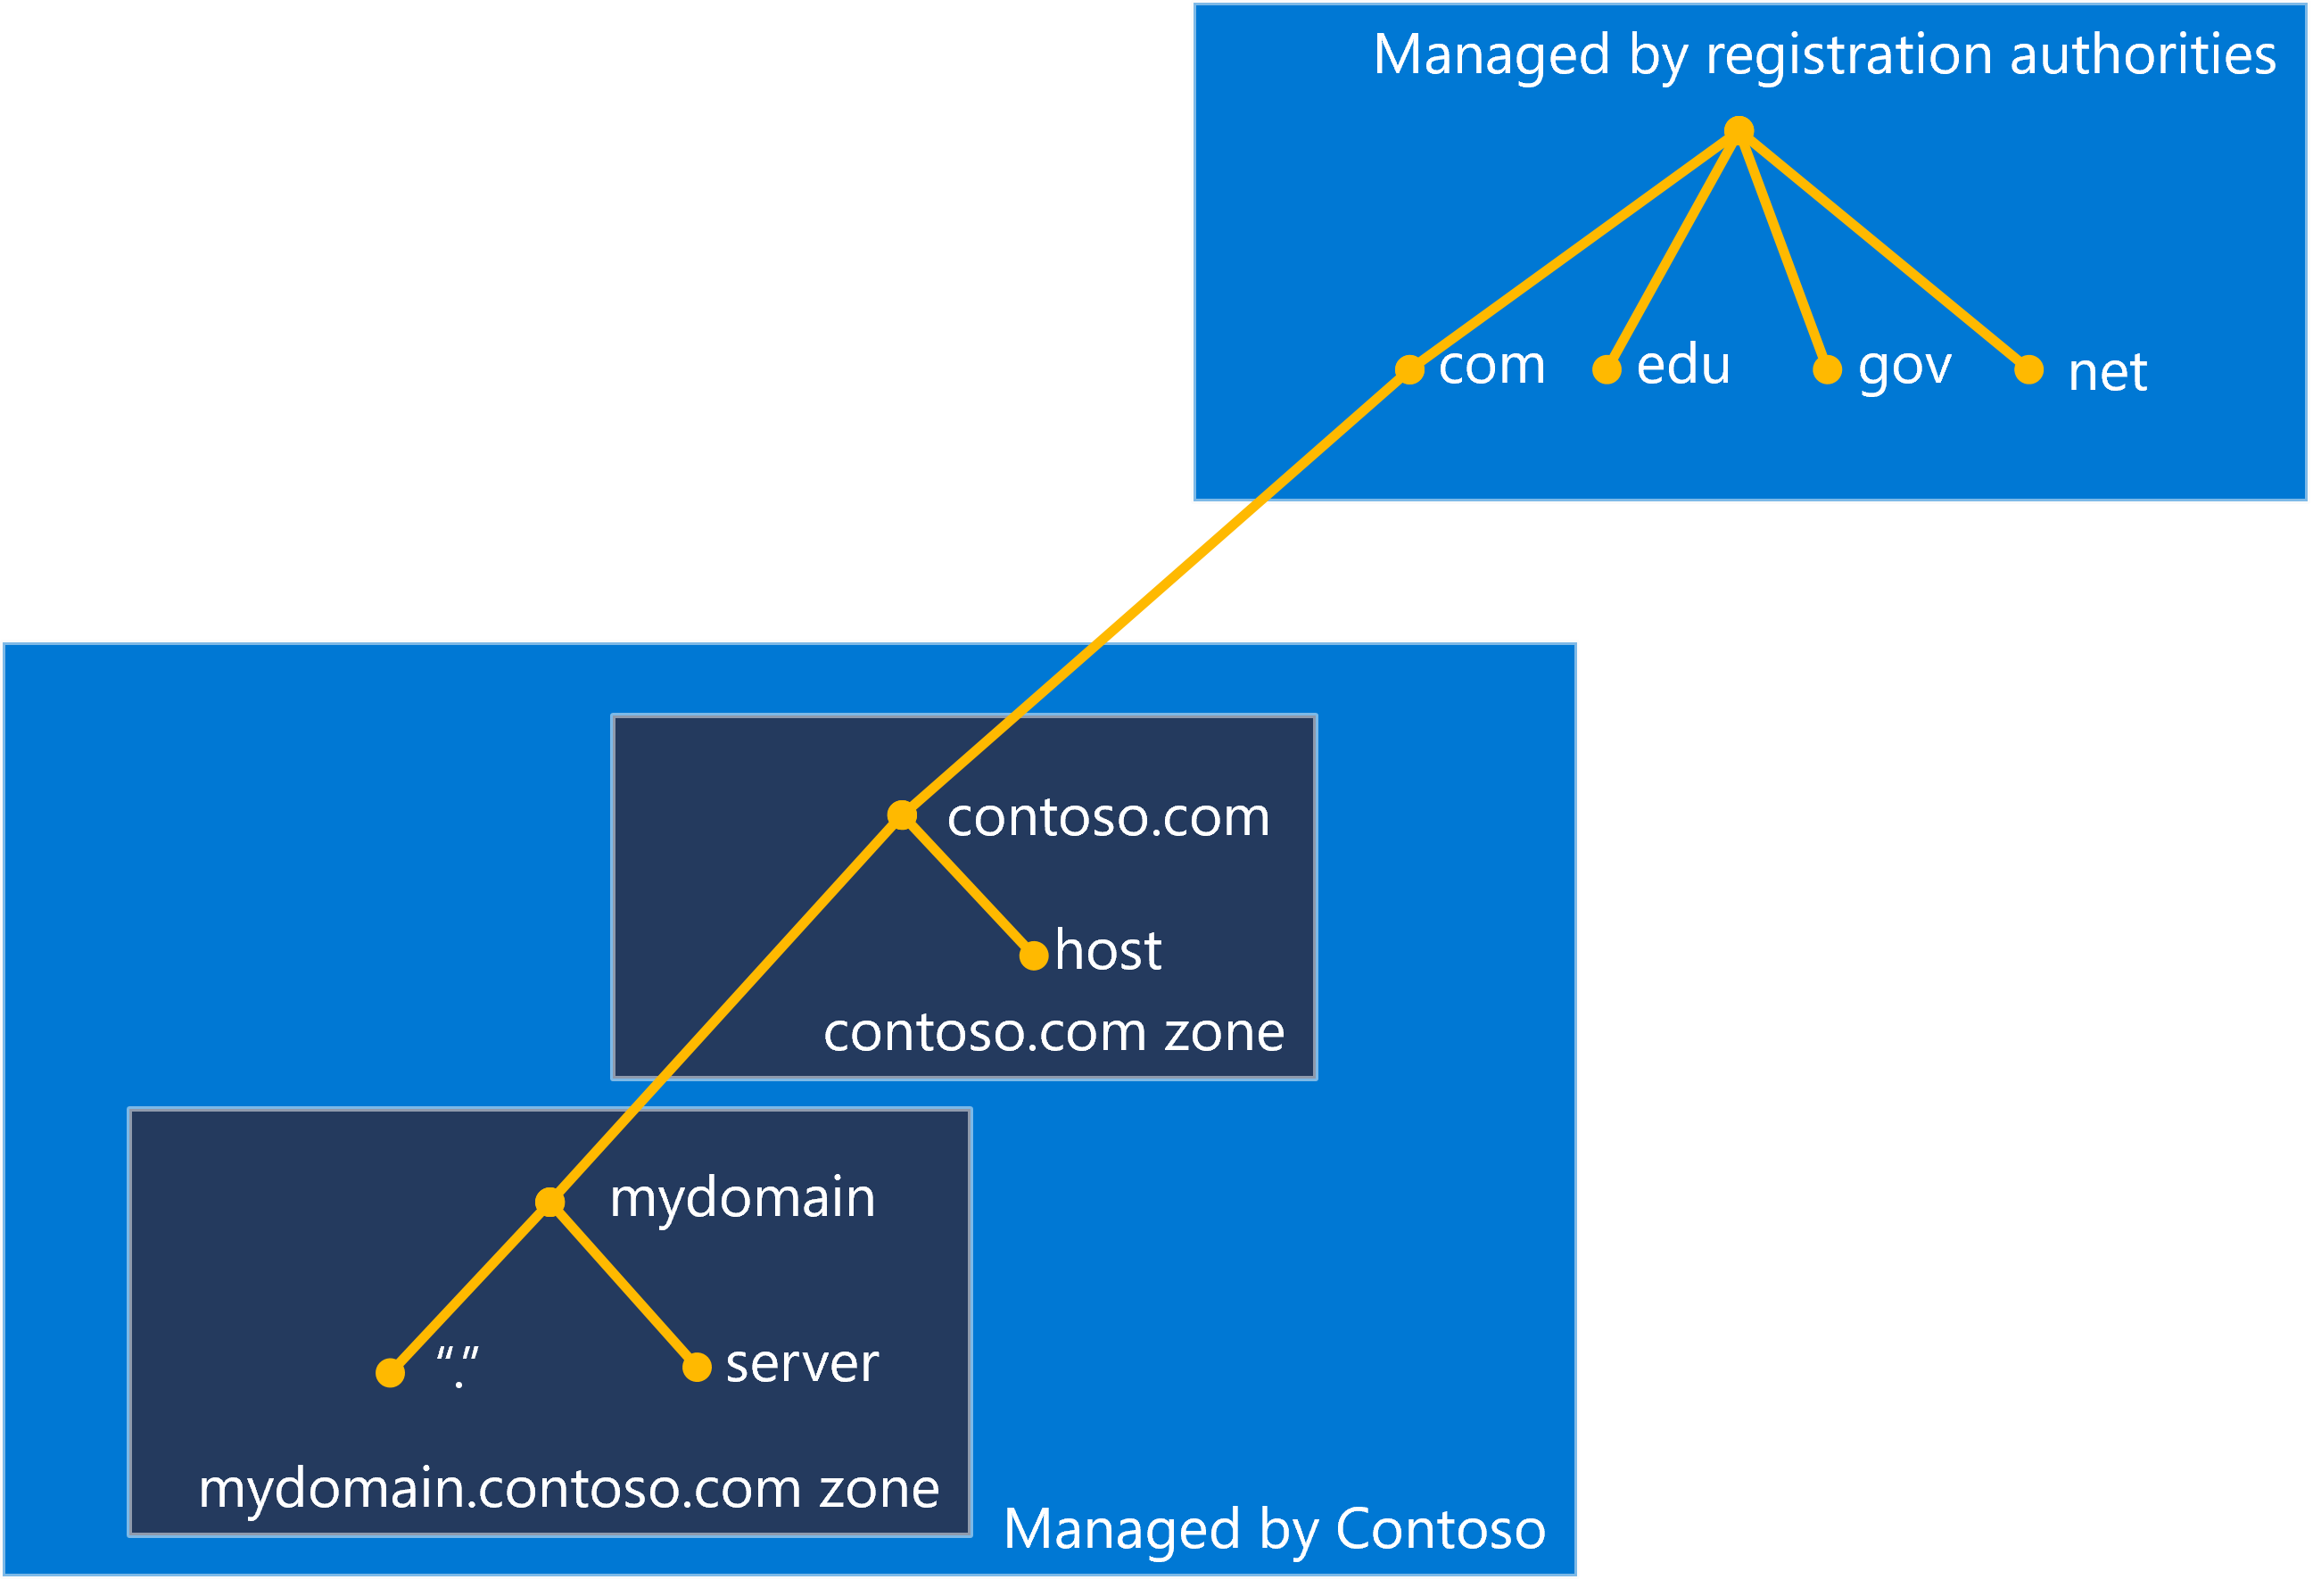 Managed by registration authorities
com edu gov net
contoso.com
host
contoso.com zone
mydomain
“.” server
mydomain.contoso.com zone
Managed by Contoso